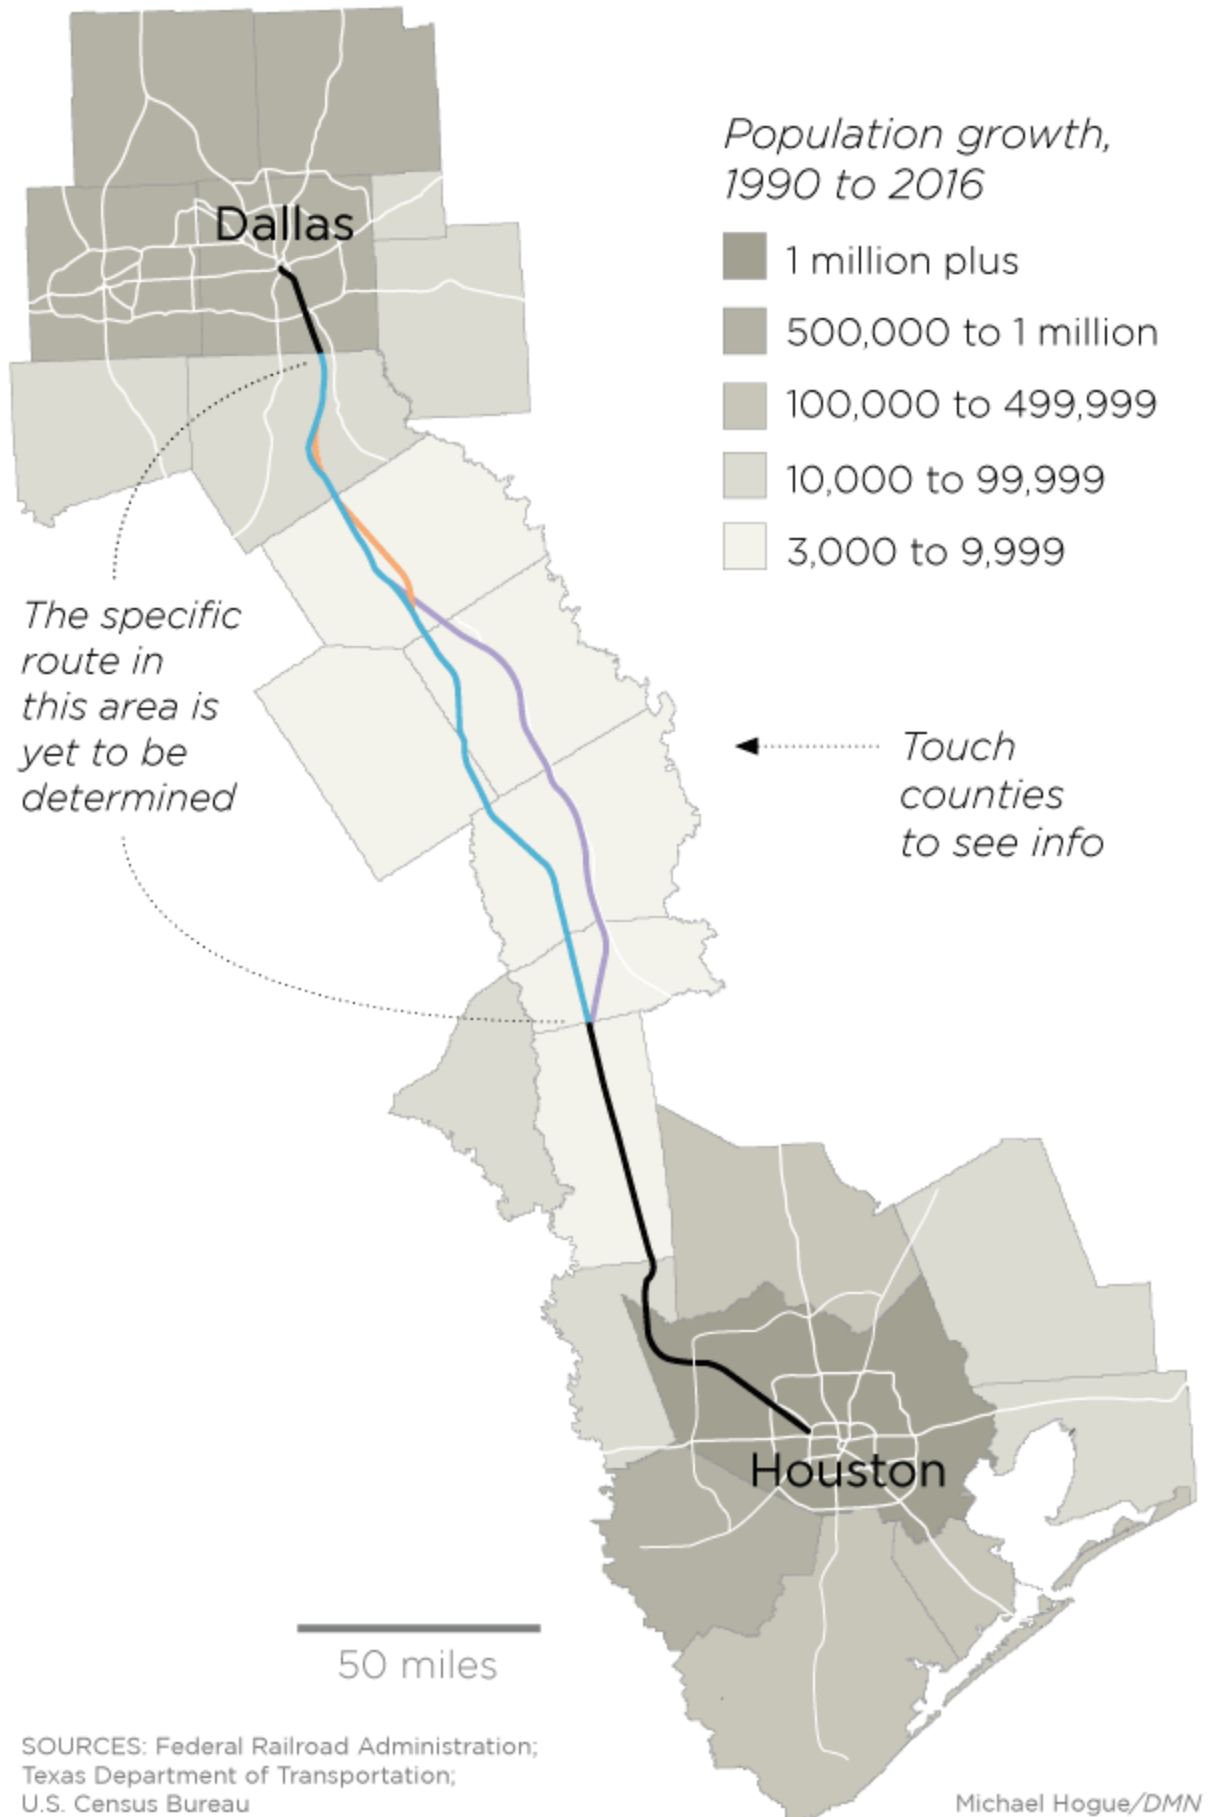 Population growth,
1990 to 2016
1 million plus
500,000 to 1 million
100,000 to 499,999
10,000 to 99,999
3,000 to 9,999
Dallas
The specific
route in
this area is
yet to be
determined
Touch
counties
to see info
Houston
50 miles
SOURCES: Federal Railroad Administration;
Texas Department of Transportation;
U.S. Census Bureau
Michael Hogue/DMN